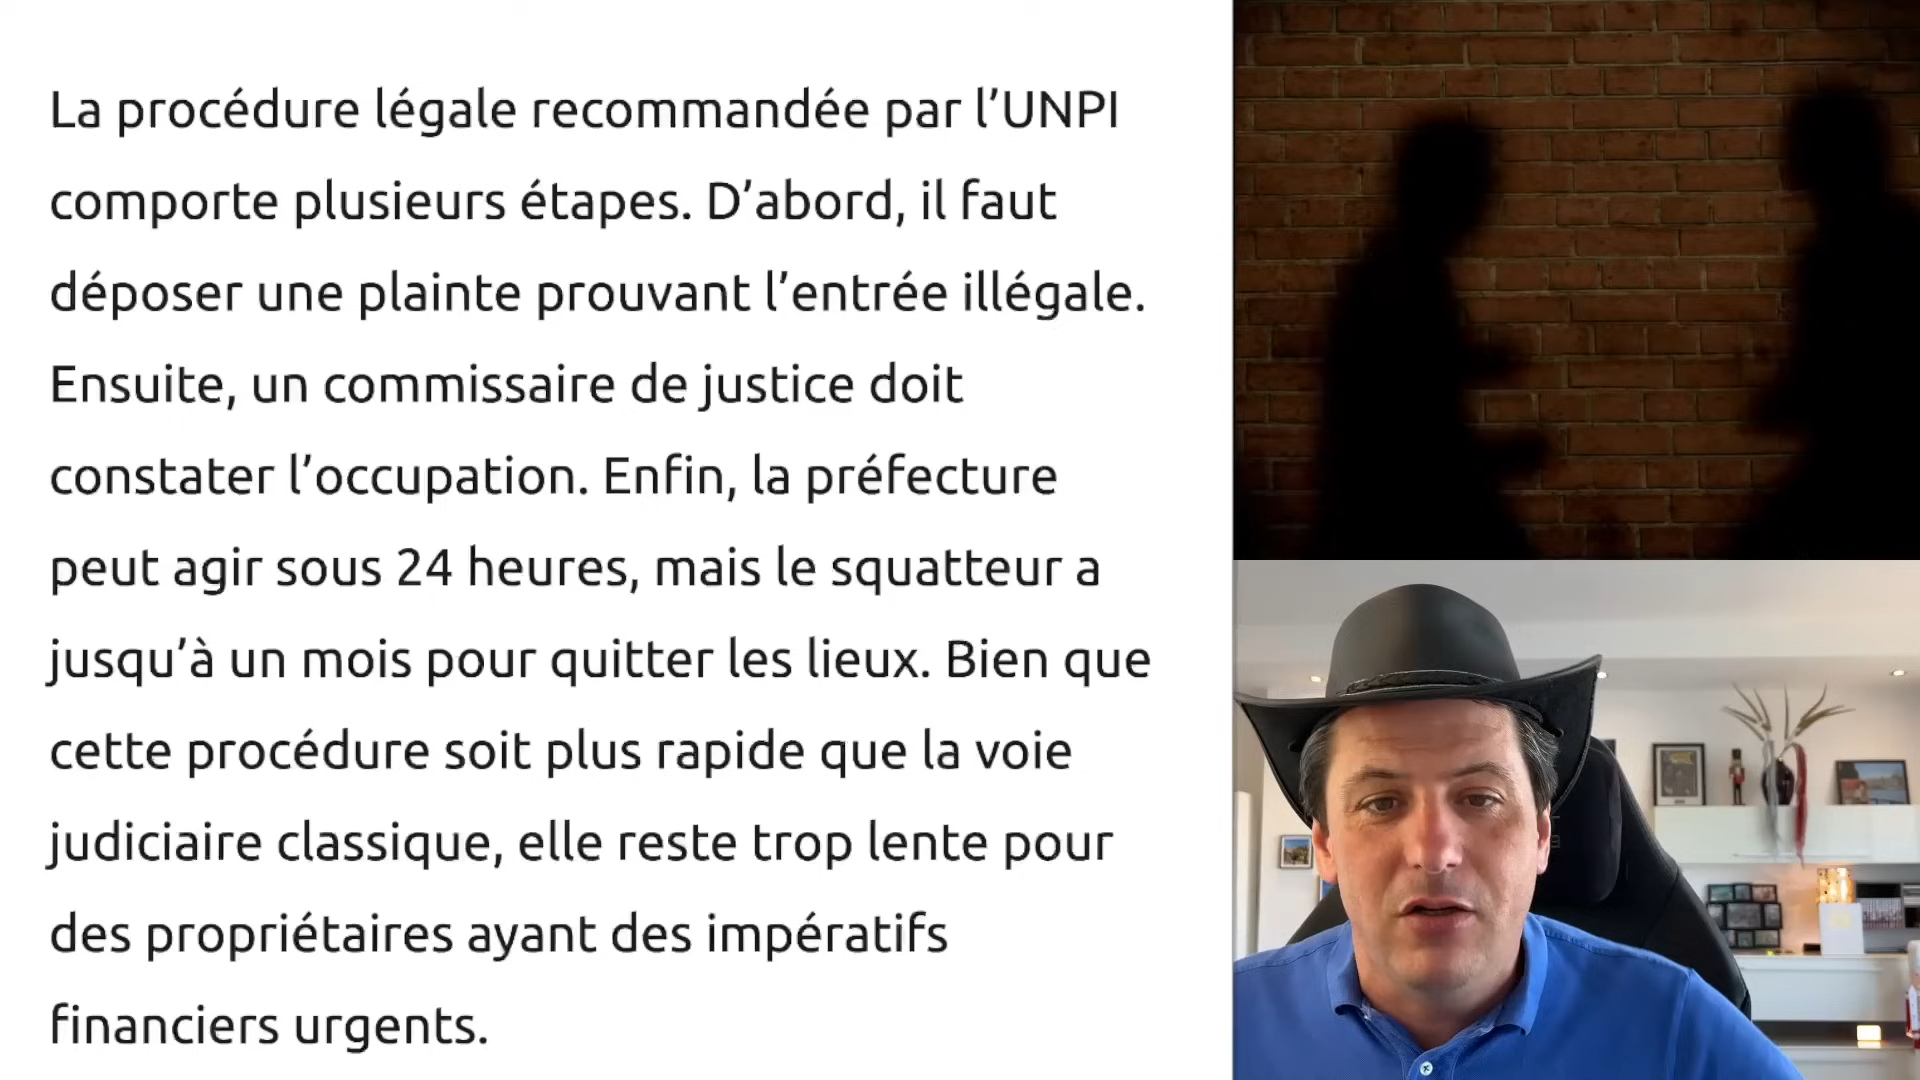 La procédure légale recommandée par l’UNPI
comporte plusieurs étapes. D’abord, il faut
déposer une plainte prouvant l’entrée illégale.
Ensuite, un commissaire de justice doit
constater l’occupation. Enfin, la préfecture
peut agir sous 24 heures, mais le squatteur a
jusqu’à un mois pour quitter les lieux. Bien que
cette procédure soit plus rapide que la voie
judiciaire classique, elle reste trop lente pour
des propriétaires ayant des impératifs
financiers urgents.